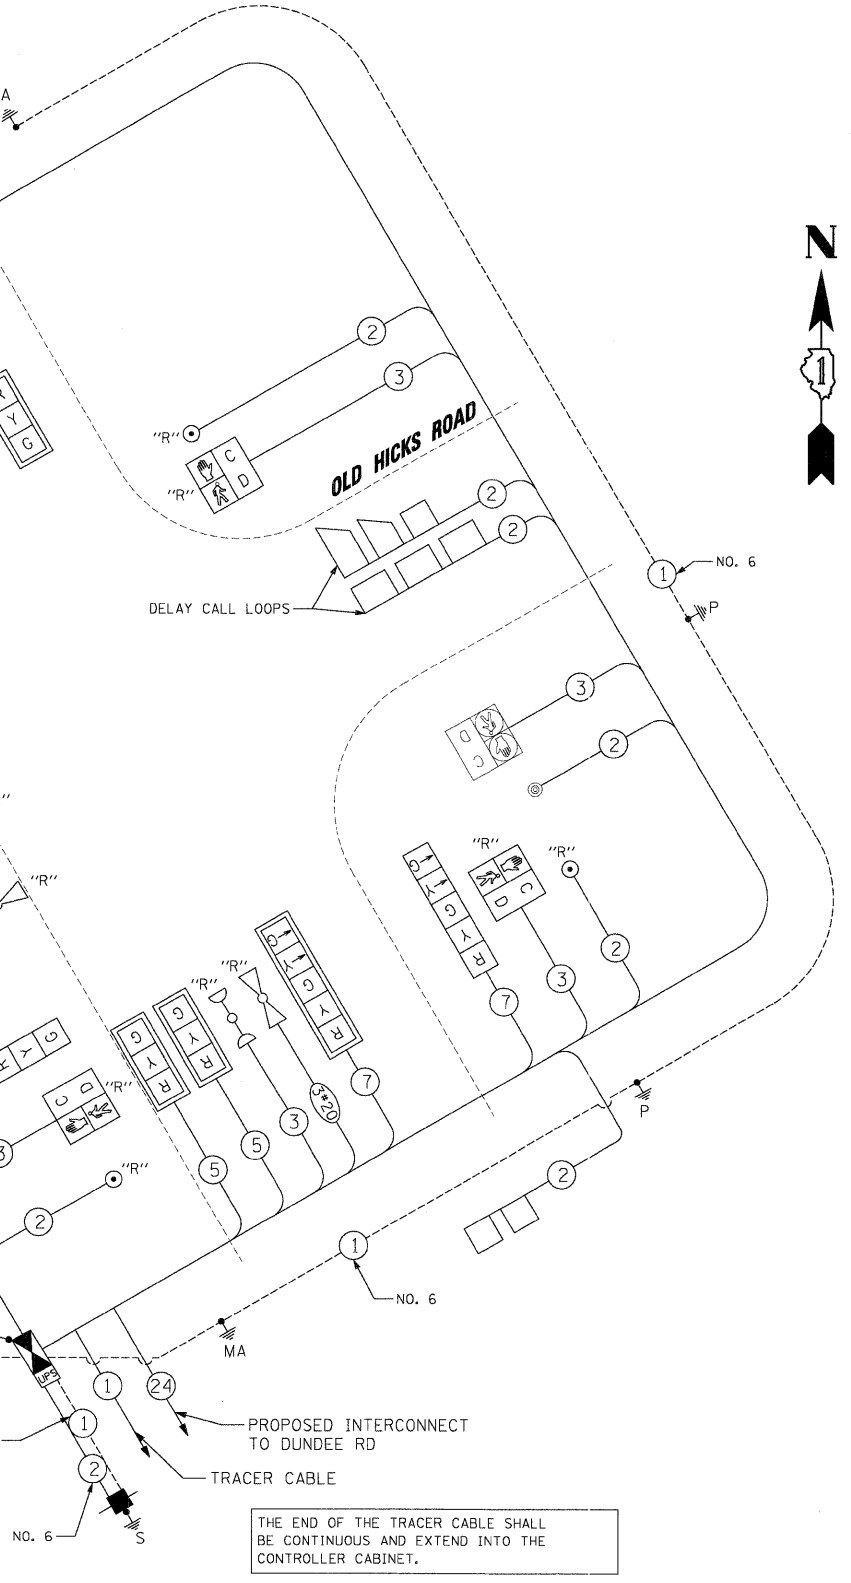 A
N
1
2
3
"R"
C
D
"R"
OLD HICKS ROAD
Y
G
2
2
1
NO. 6
P
DELAY CALL LOOPS
3
D
C
2
"R"
"R"
"R"
G
Y
G
Y
R
C
D
"R"
"R"
G
Y
G
Y
R
2
3
7
G
Y
R
G
Y
R
Y
G
C
D
"R"
7
3#20
3
5
5
P
"R"
2
2
1
NO. 6
MA
UPS
1
24
1
PROPOSED INTERCONNECT
TO DUNDEE RD
2
TRACER CABLE
NO. 6
S
THE END OF THE TRACER CABLE SHALL
BE CONTINUOUS AND EXTEND INTO THE
CONTROLLER CABINET.